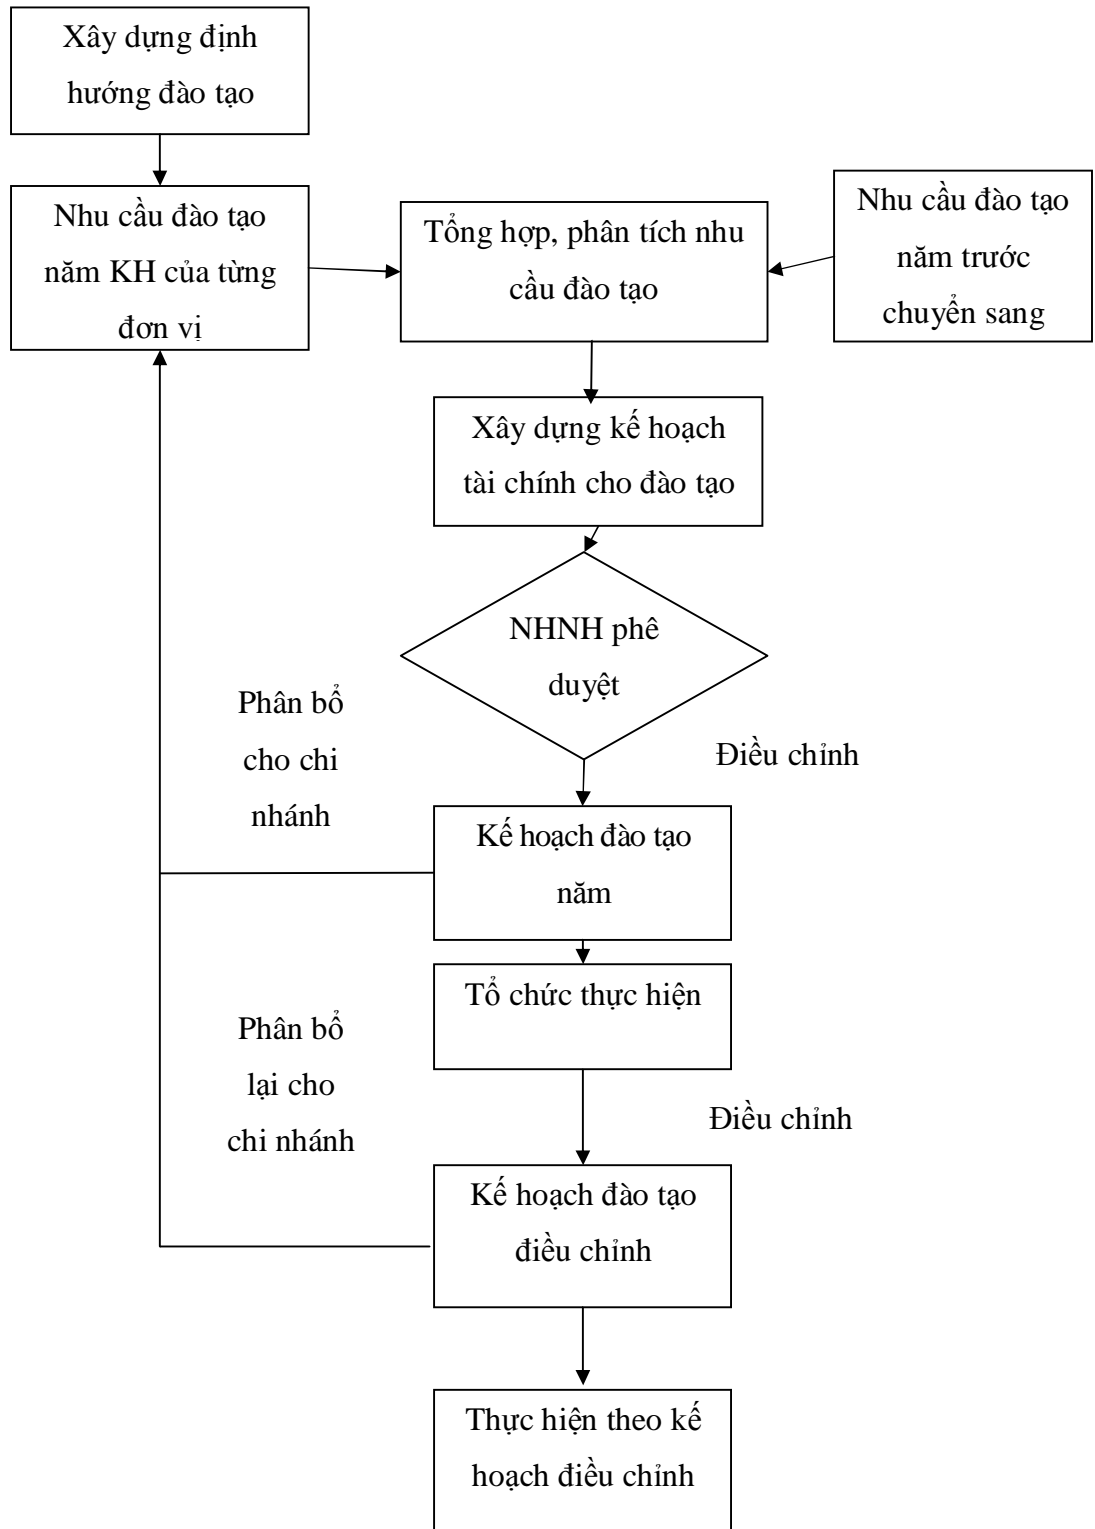 Xây dựng định
hướng đào tạo
Nhu cầu đào tạo
năm KH của từng
đơn vị
Tổng hợp, phân tích nhu
cầu đào tạo
Nhu cầu đào tạo
năm trước
chuyển sang
Xây dựng kế hoạch
tài chính cho đào tạo
NHNH phê
duyệt
Phân bổ
cho chi
nhánh
Điều chỉnh
Kế hoạch đào tạo
năm
Tổ chức thực hiện
Phân bổ
lại cho
chi nhánh
Điều chỉnh
Kế hoạch đào tạo
điều chỉnh
Thực hiện theo kế
hoạch điều chỉnh